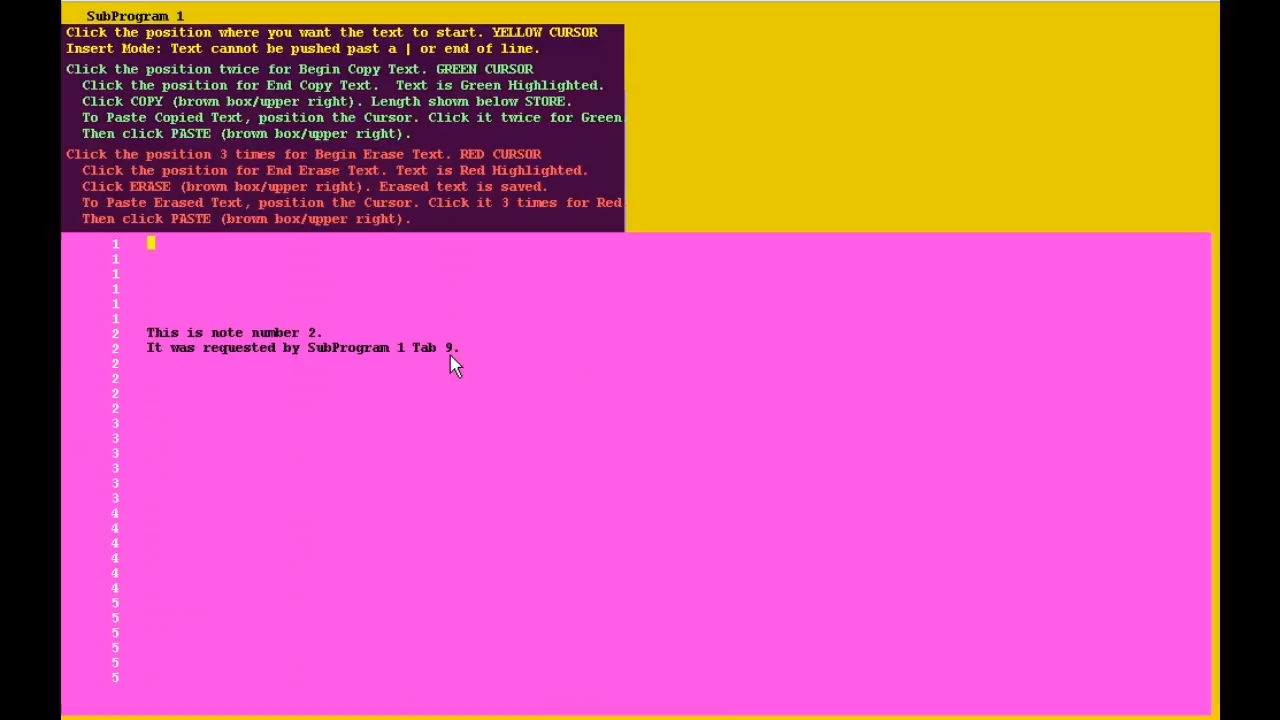 SubProgram 1
Click the position where you want the text to start. YELLOW CURSOR
Insert Mode: Text cannot be pushed past a | or end of line.
Click the position twice for Begin Copy Text. GREEN CURSOR
Click the position for End Copy Text. Text is Green Highlighted.
Click COPY (brown box/upper right). Length shown below STORE.
To Paste Copied Text, position the Cursor. Click it twice for Green
Then click PASTE (brown box/upper right).
Click the position 3 times for Begin Erase Text. RED CURSOR
Click the position for End Erase Text. Text is Red Highlighted.
Click ERASE (brown box/upper right). Erased text is saved.
To Paste Erased Text, position the Cursor. Click it 3 times for Red
Then click PASTE (brown box/upper right).
1
1
1
1
1
1
2 This is note number 2.
2 It was requested by SubProgram 1 Tab 9.
2
2
2
2
3
3
3
3
3
3
4
4
4
4
4
4
5
5
5
5
5
5